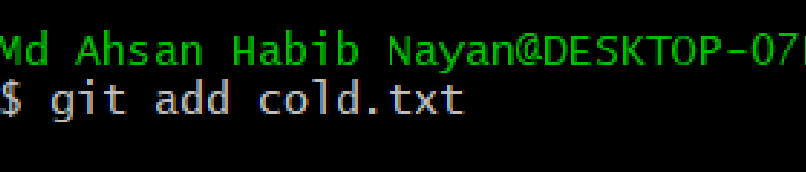 Md Ahsan Habib Nayan@DESKTOP-07
$ git add cold.txt